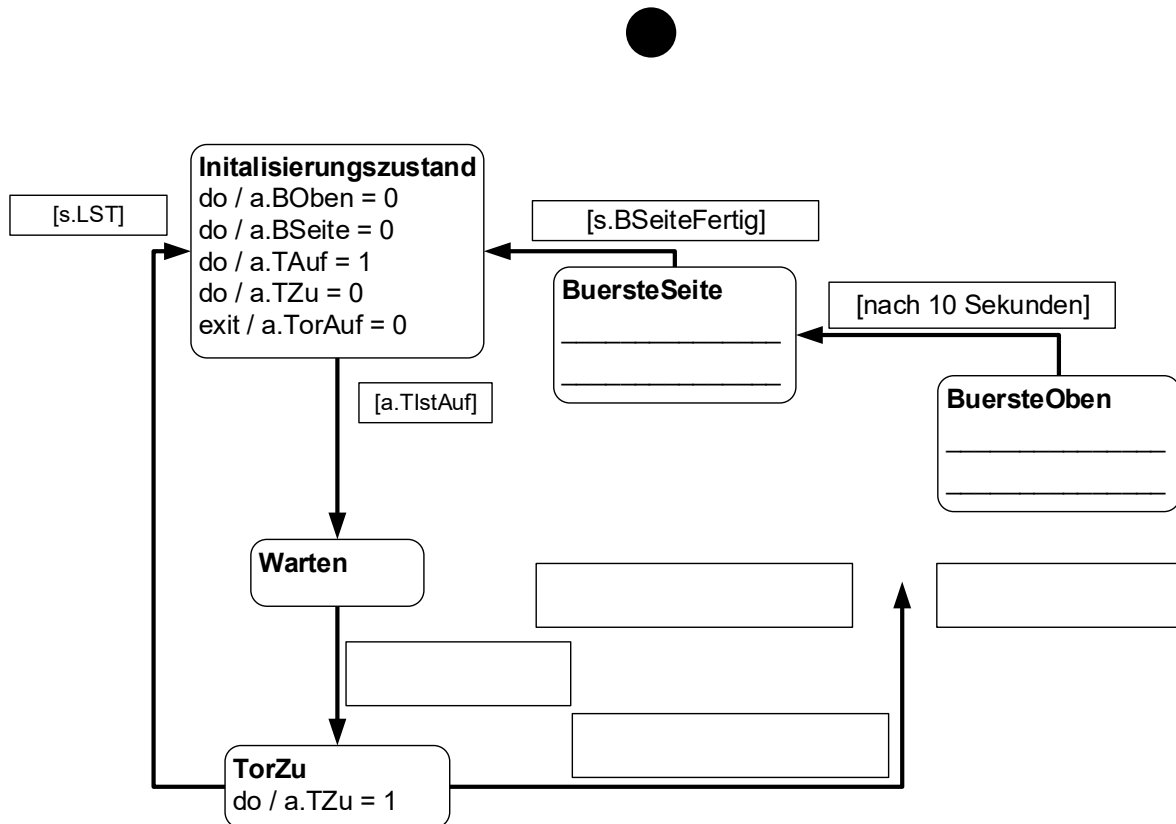 Initalisierungszustand
do / a.BOben = 0
do / a.BSeite = 0
do / a.TAuf = 1
do / a.TZu = 0
exit / a.TorAuf = 0
[s.LST]
[s.BSeiteFertig]
BuersteSeite
[nach 10 Sekunden]
BuersteOben
[a.TIstAuf]
Warten
TorZu
do / a.TZu = 1